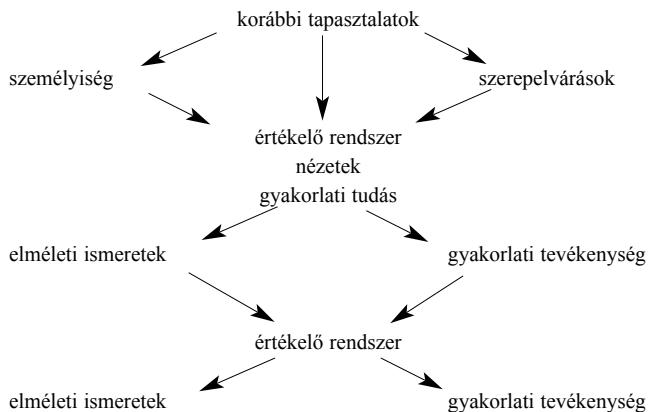 korábbi tapasztalatok
személyiség
szerepelvárások
értékelő rendszer
nézetek
gyakorlati tudás
elméleti ismeretek
gyakorlati tevékenység
értékelő rendszer
elméleti ismeretek
gyakorlati tevékenység